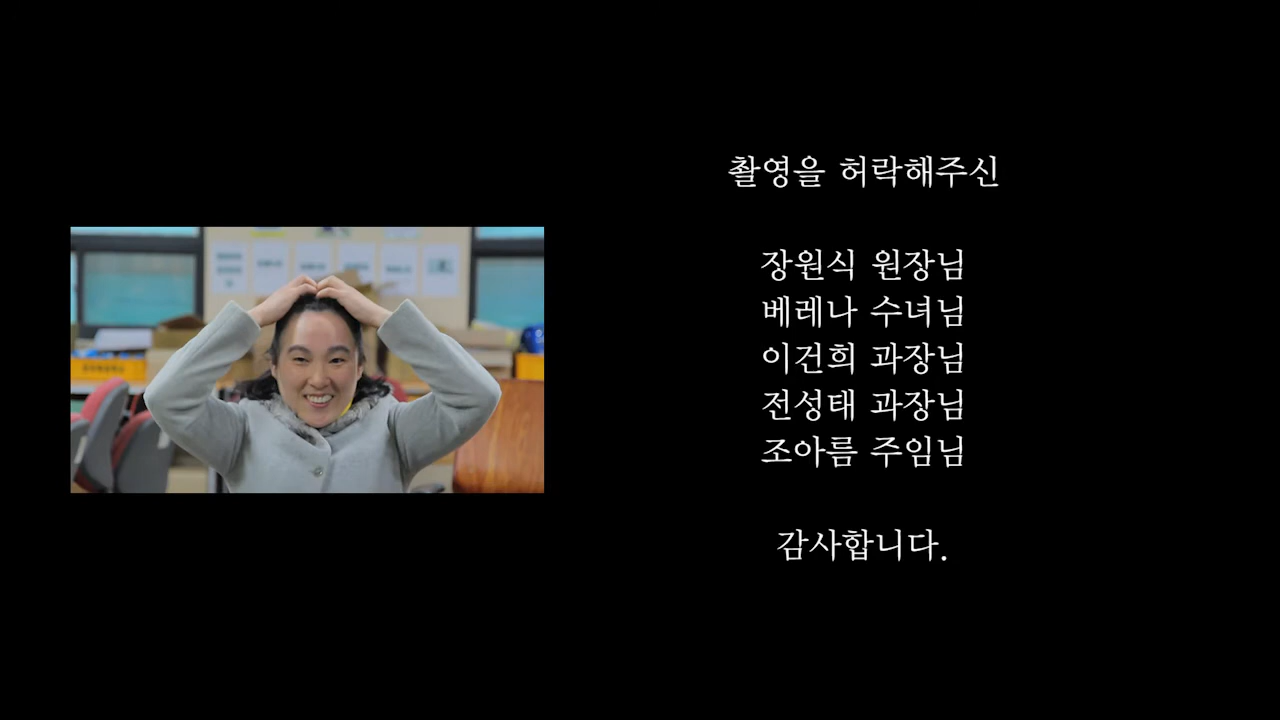 촬영을 허락해주신
장원식 원장님
베레나 수녀님
이건희 과장님
전성태 과장님
조아름 주임님
감사합니다.